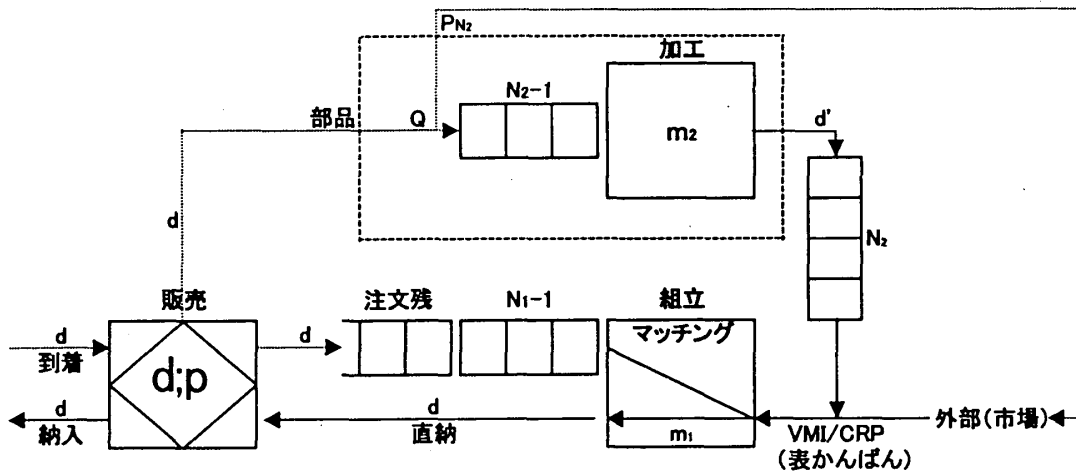 PN2
加工
N2-1
部品
Q
m2
d'
d
N2
販売
注文残
N1-1
組立
マッチング
d
到着
d;p
d
d
納入
d
直納
m1
外部(市場)
VMI/CRP
(表かんばん)